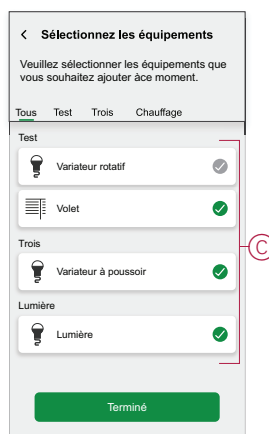 Sélectionnez les équipements
Veuillez sélectionner les équipements que
vous souhaitez ajouter àce moment.
Tous Test Trois Chauffage
Test
Variateur rotatif
Volet
Trois
Variateur à poussoir
Lumière
Lumière
Terminé
C